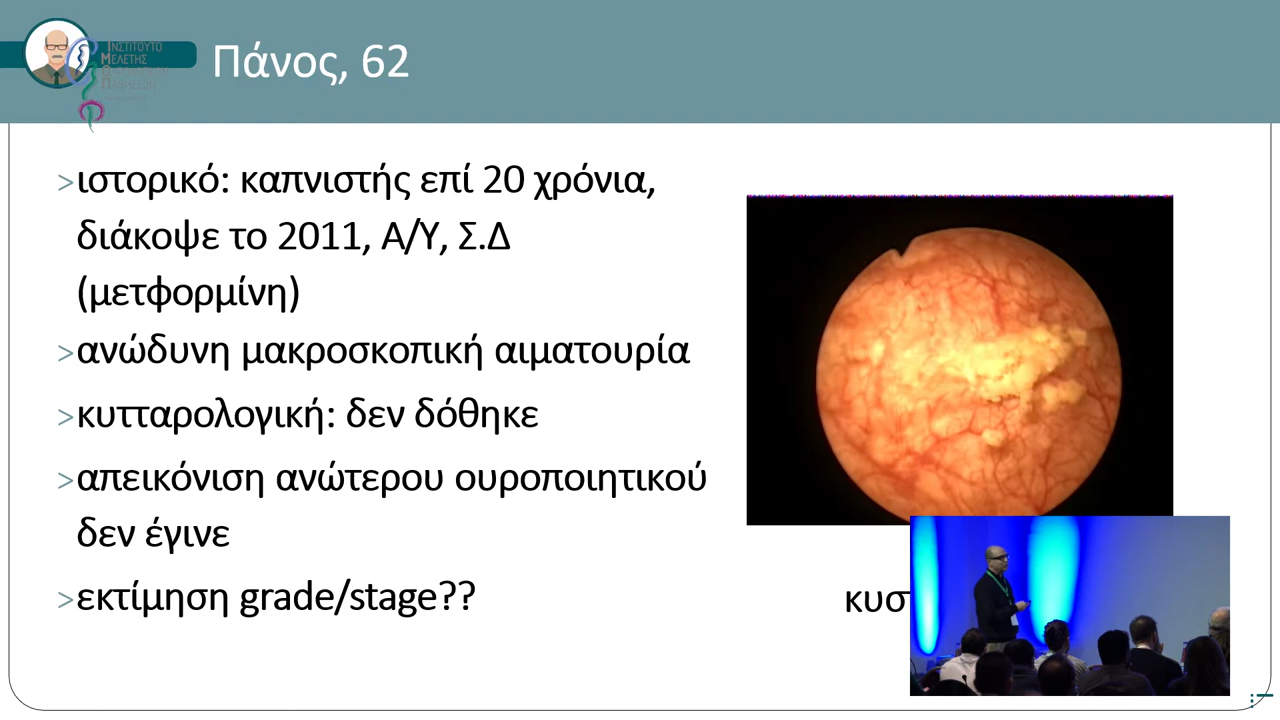 ΙΝΣΤΙΤΟΥΤΟ
ΜΕΛΕΤΗΣ
Πάνος, 62
>ιστορικό: καπνιστής επί 20 χρόνια,
διάκοψε το 2011, Α/Υ, Σ.Δ
(μετφορμίνη)
>ανώδυνη μακροσκοπική αιματουρία
>κυτταρολογική: δεν δόθηκε
>απεικόνιση ανώτερου ουροποιητικού
δεν έγινε
>εκτίμηση grade/stage??
κυστ